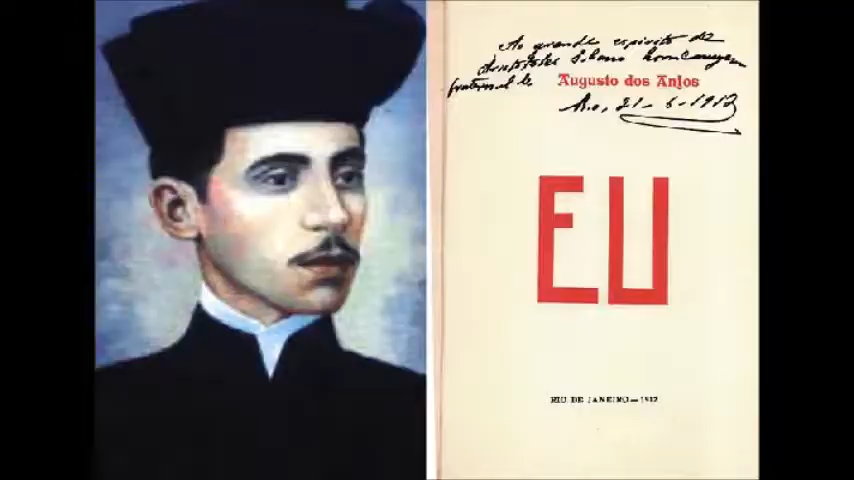 Ao grande espirito de
Aristoteles homenagem
fraternal de
Augusto dos Anjos
Rio, 21-6-1912
EU
RIO DE JANEIRO—1912